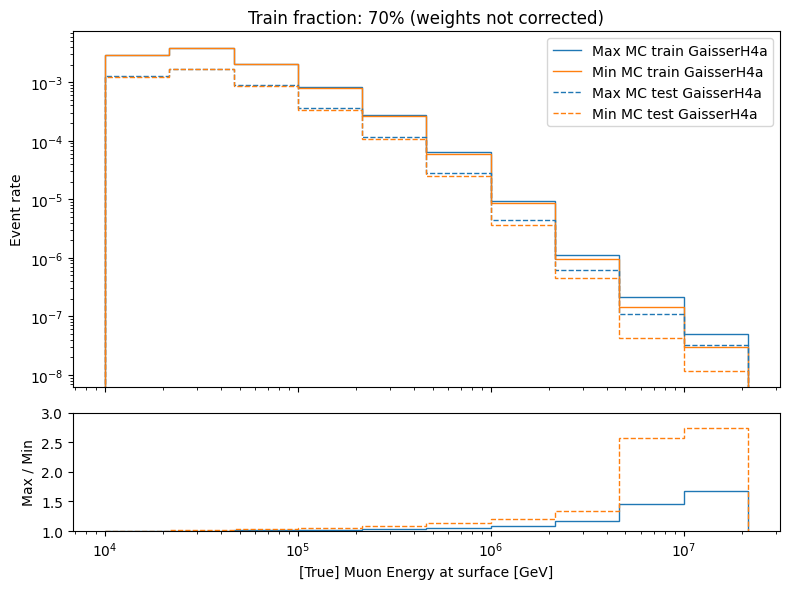 Train fraction: 70% (weights not corrected)
Max MC train GaisserH4a
Min MC train GaisserH4a
Max MC test GaisserH4a
Min MC test GaisserH4a
Event rate
10⁻³
10⁻⁴
10⁻⁵
10⁻⁶
10⁻⁷
10⁻⁸
Max / Min
3.0
2.5
2.0
1.5
1.0
10⁴ 10⁵ 10⁶ 10⁷
[True] Muon Energy at surface [GeV]